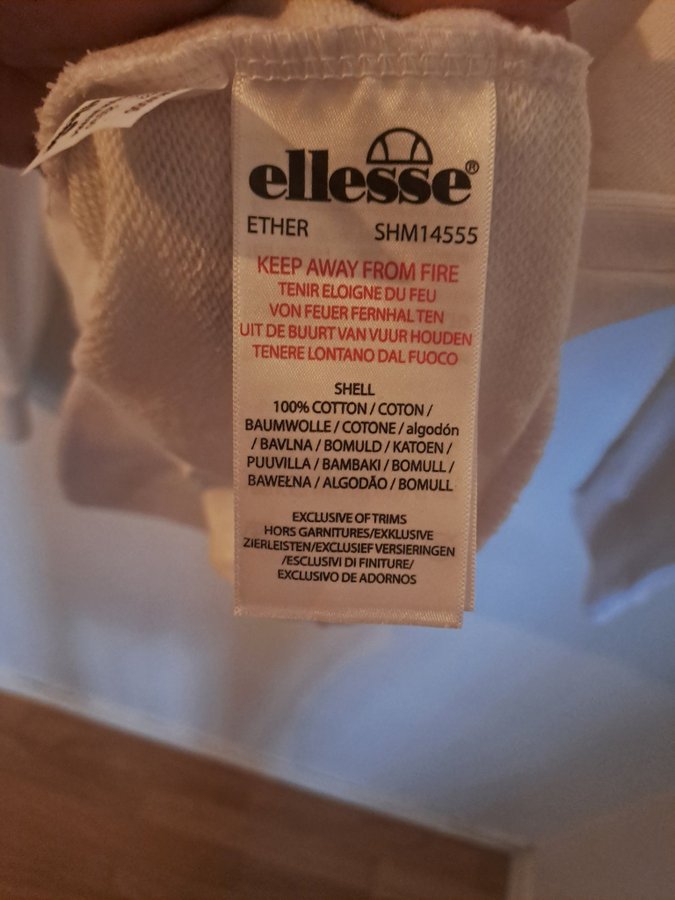 ellesse®
ETHER SHM14555
KEEP AWAY FROM FIRE
TENIR ELOIGNE DU FEU
VON FEUER FERNHALTEN
UIT DE BUURT VAN VUUR HOUDEN
TENERE LONTANO DAL FUOCO
SHELL
100% COTTON / COTON /
BAUMWOLLE / COTONE / algodón
/ BAVLNA / BOMULD / KATOEN /
PUUVILLA / BAMBAKI / BOMULL /
BAWEŁNA / ALGODÃO / BOMULL
EXCLUSIVE OF TRIMS
HORS GARNITURES/EXKLUSIVE
ZIERLEISTEN/EXCLUSIEF VERSIERINGEN
/ESCLUSIVI DI FINITURE/
EXCLUSIVO DE ADORNOS